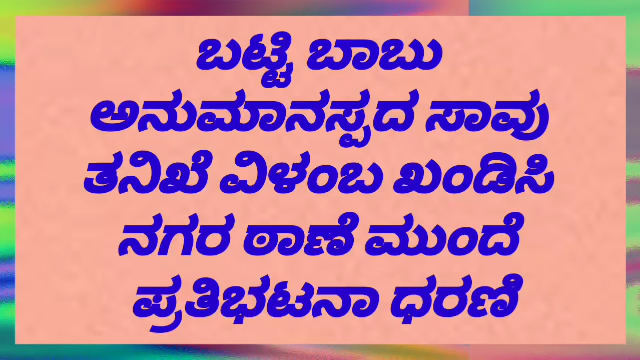 ಬಟ್ಟಿ ಬಾಬು
ಅನುಮಾನಸ್ಪದ ಸಾವು
ತನಿಖೆ ವಿಳಂಬ ಖಂಡಿಸಿ
ನಗರ ಠಾಣೆ ಮುಂದೆ
ಪ್ರತಿಭಟನಾ ಧರಣಿ